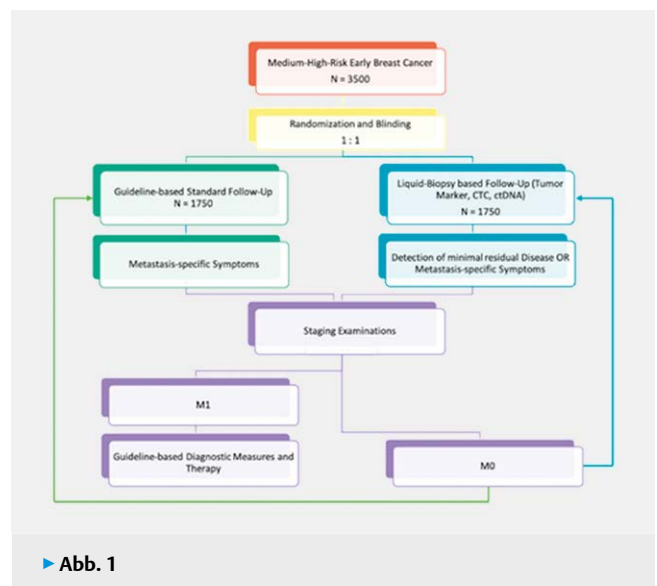 Medium-High-Risk Early Breast Cancer
N = 3500
Randomization and Blinding
1 : 1
Guideline-based Standard Follow-Up
N = 1750
Liquid-Biopsy based Follow-Up (Tumor
Marker, CTC, ctDNA)
N = 1750
Metastasis-specific Symptoms
Detection of minimal residual Disease OR
Metastasis-specific Symptoms
Staging Examinations
M1
Guideline-based Diagnostic Measures and
Therapy
M0
▶ Abb. 1